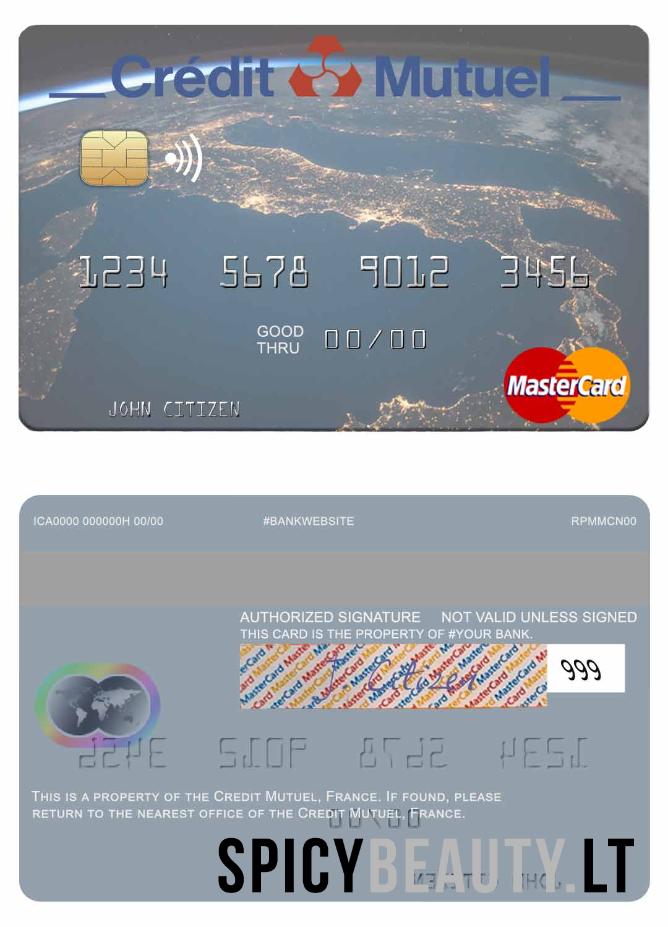 Crédit Mutuel
1234 5678 9012 3456
GOOD THRU 00/00
JOHN CITIZEN
MasterCard
ICA0000 000000H 00/00 #BANKWEBSITE RPMMCN00
AUTHORIZED SIGNATURE NOT VALID UNLESS SIGNED
THIS CARD IS THE PROPERTY OF #YOUR BANK.
J. Citizen 999
THIS IS A PROPERTY OF THE CREDIT MUTUEL, FRANCE. IF FOUND, PLEASE
RETURN TO THE NEAREST OFFICE OF THE CREDIT MUTUEL, FRANCE.
SPICYBEAUTY.LT